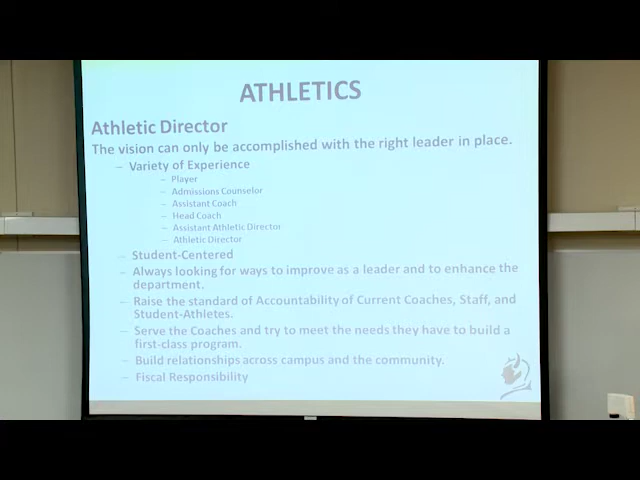 ATHLETICS
Athletic Director
The vision can only be accomplished with the right leader in place.
– Variety of Experience
– Player
– Admissions Counselor
– Assistant Coach
– Head Coach
– Assistant Athletic Director
– Athletic Director
– Student-Centered
– Always looking for ways to improve as a leader and to enhance the
department.
– Raise the standard of Accountability of Current Coaches, Staff, and
Student-Athletes.
– Serve the Coaches and try to meet the needs they have to build a
first-class program.
– Build relationships across campus and the community.
– Fiscal Responsibility